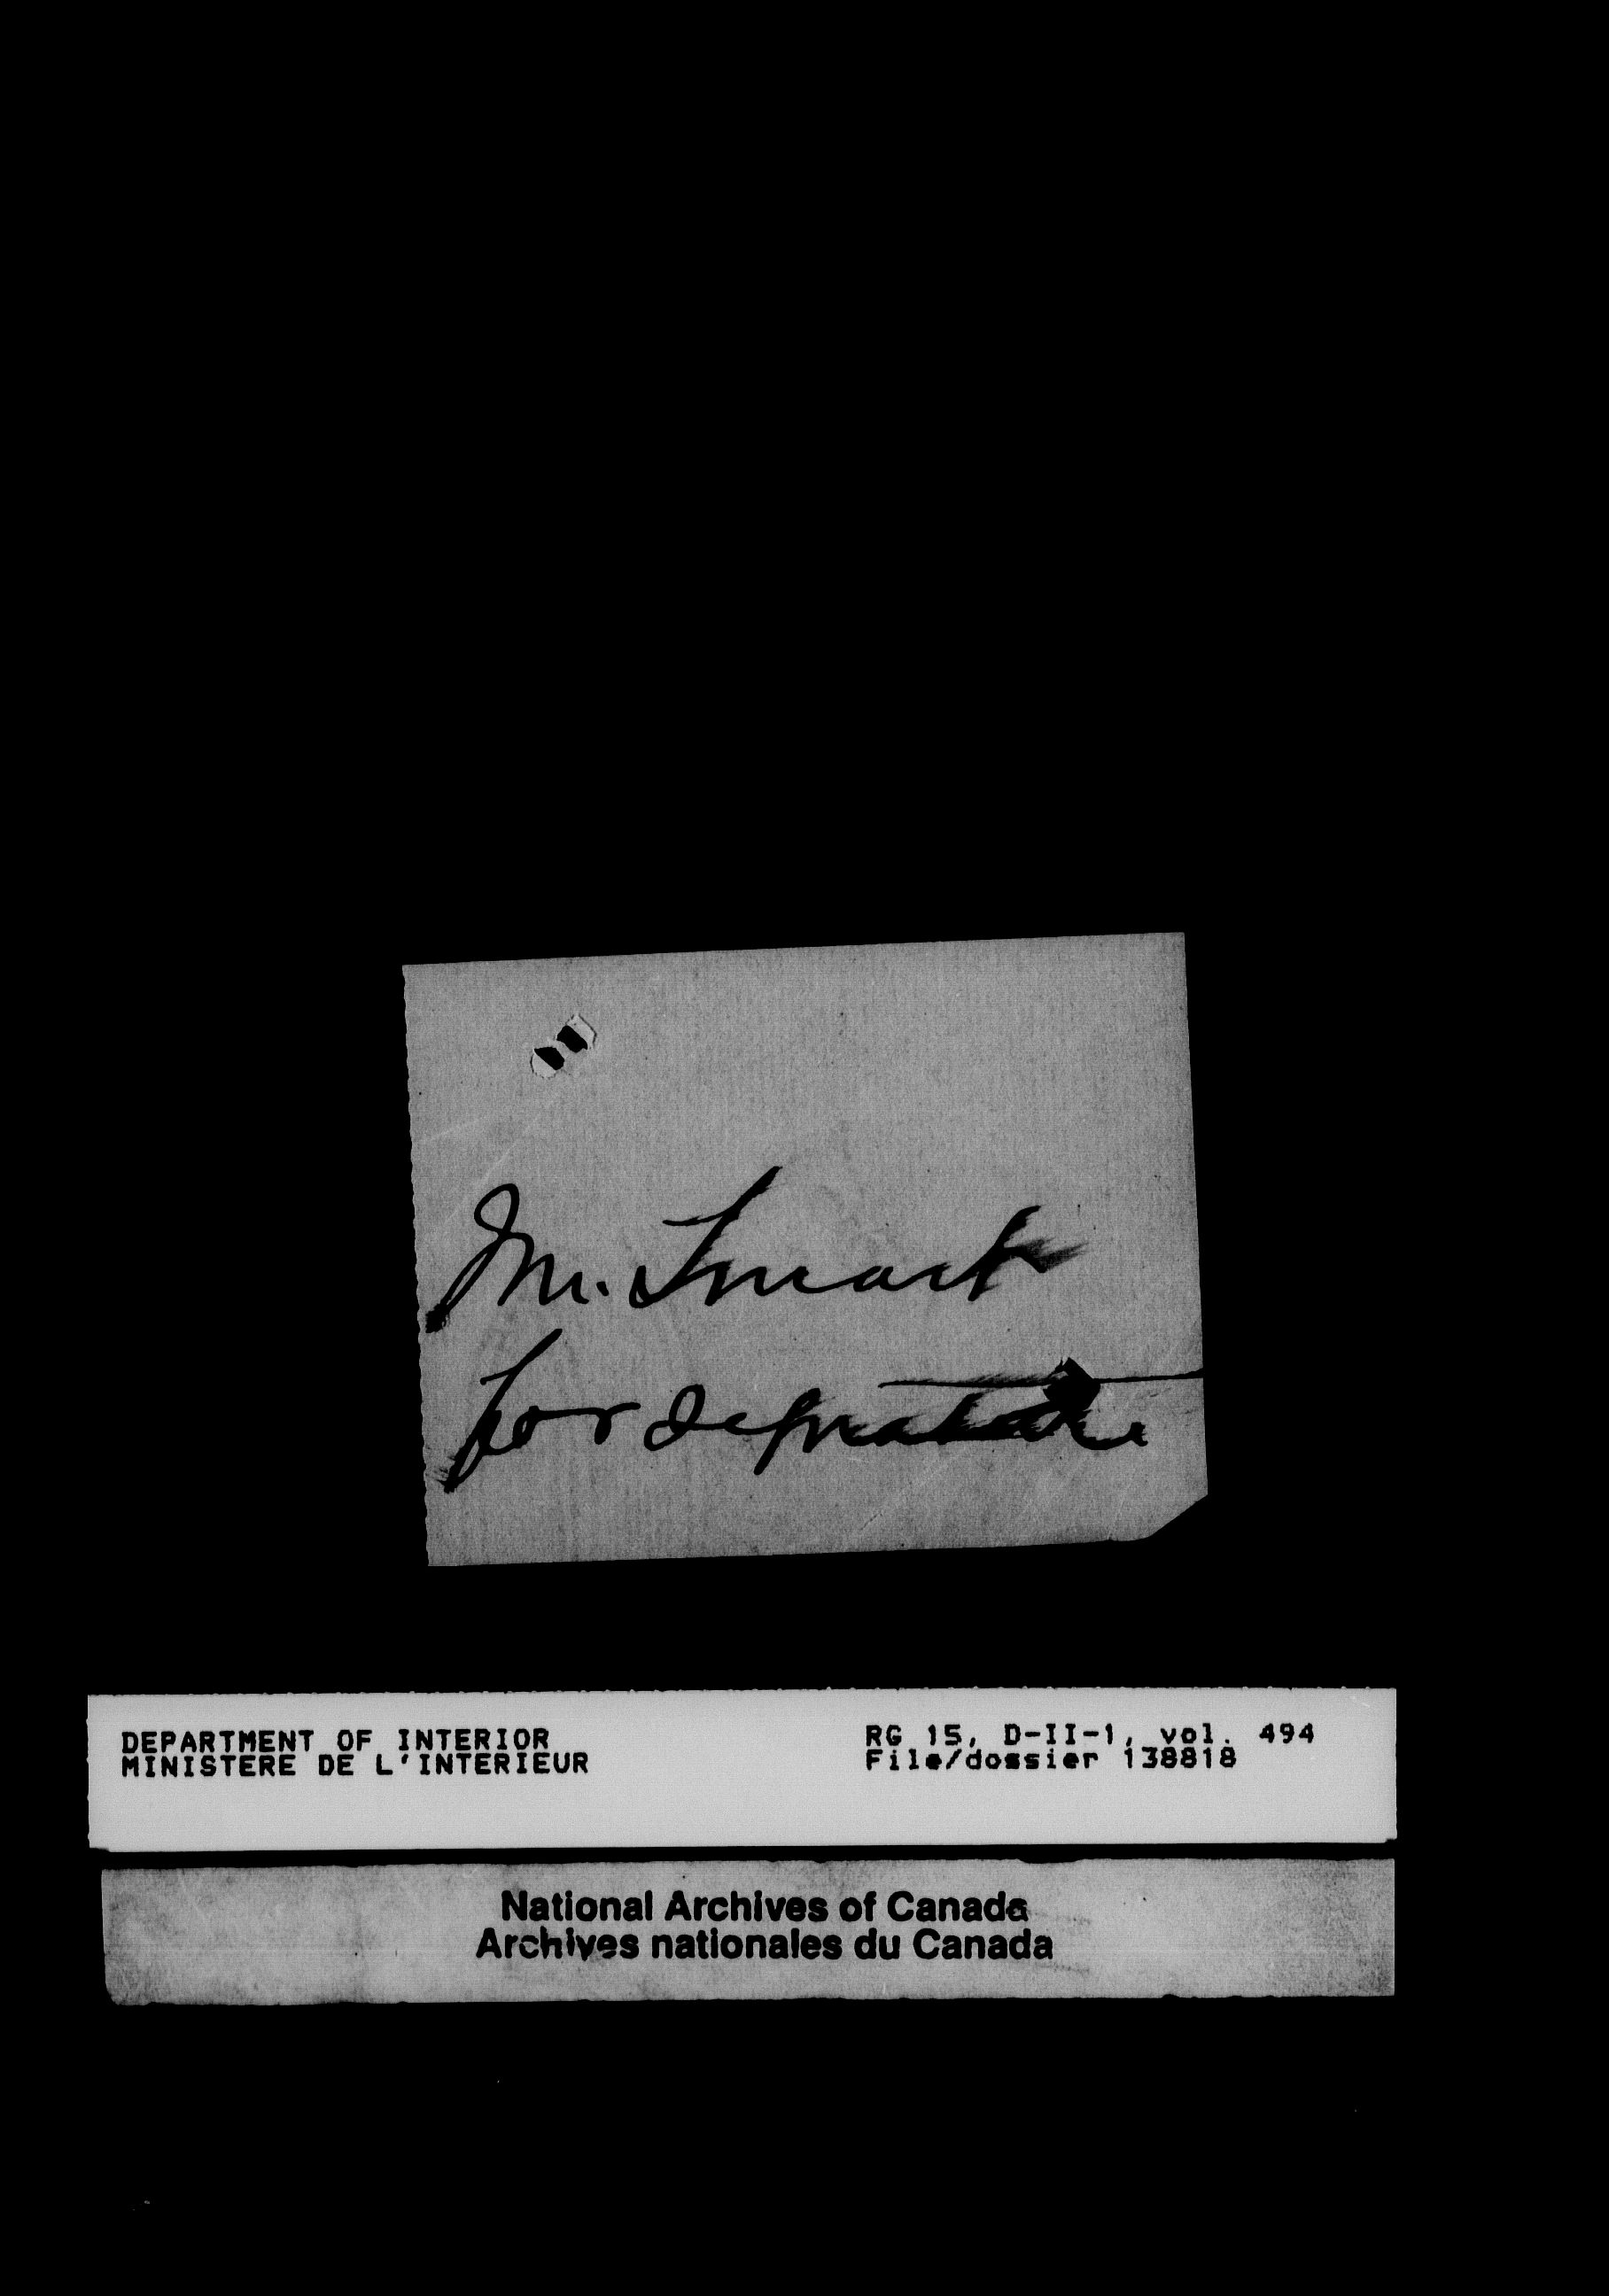 Mr. Smart
for signature
DEPARTMENT OF INTERIOR
MINISTERE DE L'INTERIEUR
RG 15, D-II-1, vol. 494
File/dossier 138818
National Archives of Canada
Archives nationales du Canada